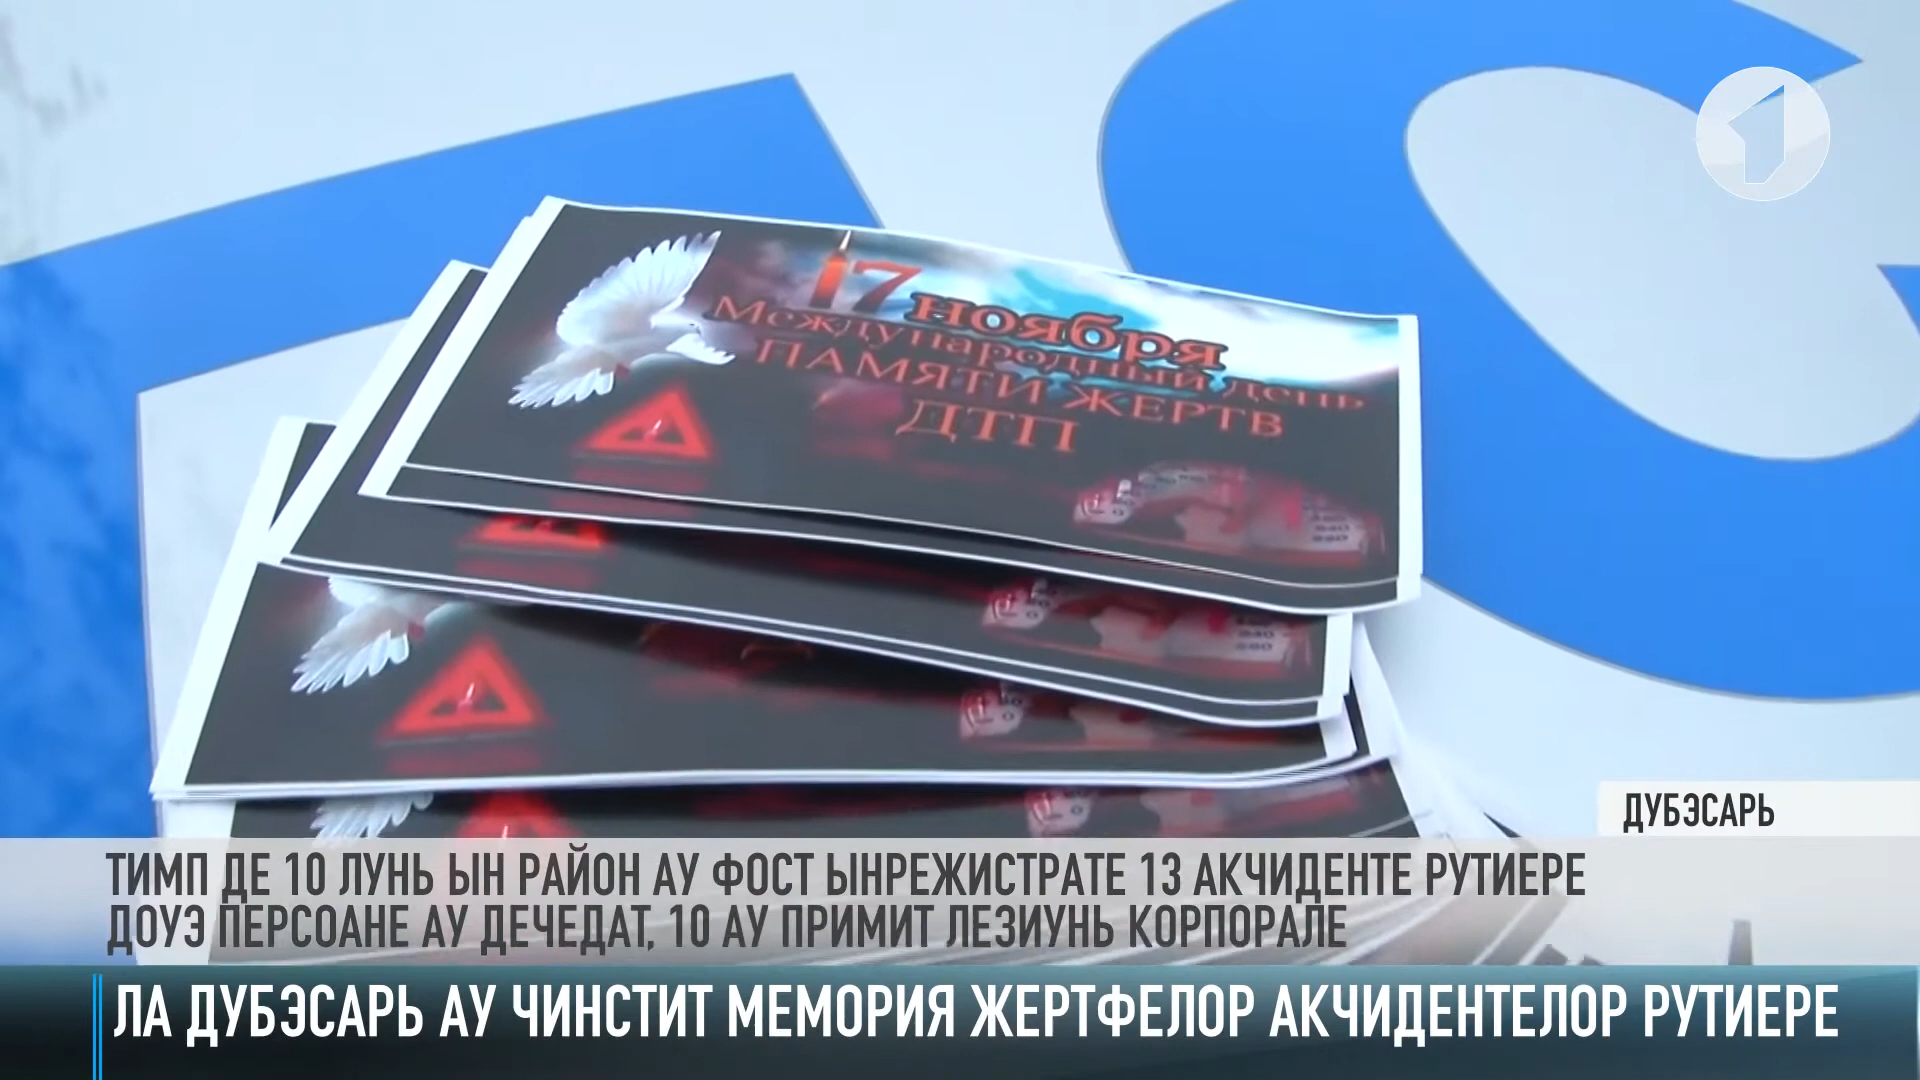 17 ноября
Международный день
ПАМЯТИ ЖЕРТВ
ДТП
ДУБЭСАРЬ
ТИМП ДЕ 10 ЛУНЬ ЫН РАЙОН АУ ФОСТ ЫНРЕЖИСТРАТЕ 13 АКЧИДЕНТЕ РУТИЕРЕ
ДОУЭ ПЕРСОАНЕ АУ ДЕЧЕДАТ, 10 АУ ПРИМИТ ЛЕЗИУНЬ КОРПОРАЛЕ
ЛА ДУБЭСАРЬ АУ ЧИНСТИТ МЕМОРИЯ ЖЕРТФЕЛОР АКЧИДЕНТЕЛОР РУТИЕРЕ